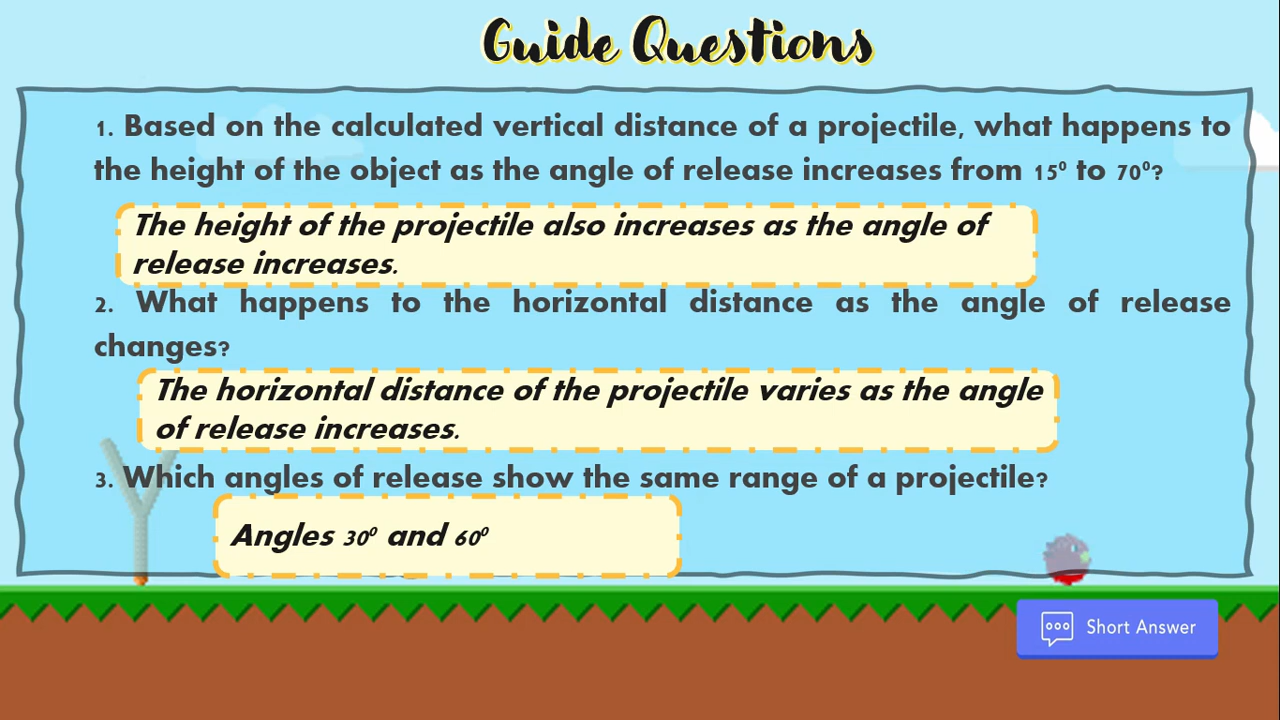 Guide Questions
1. Based on the calculated vertical distance of a projectile, what happens to
the height of the object as the angle of release increases from 15⁰ to 70⁰?
The height of the projectile also increases as the angle of
release increases.
2. What happens to the horizontal distance as the angle of release
changes?
The horizontal distance of the projectile varies as the angle
of release increases.
3. Which angles of release show the same range of a projectile?
Angles 30⁰ and 60⁰
Short Answer